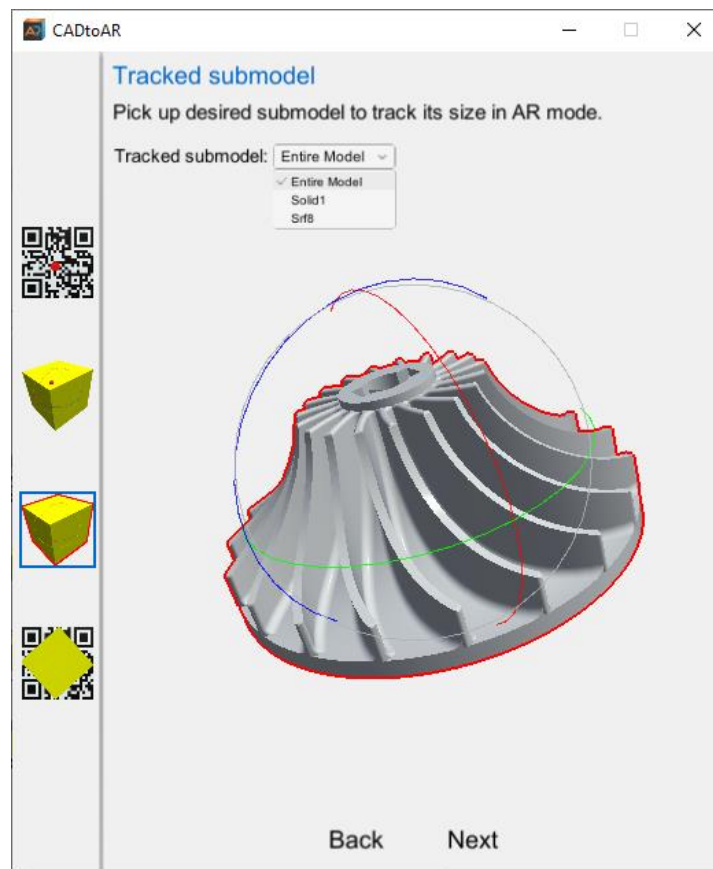 CADtoAR
Tracked submodel
Pick up desired submodel to track its size in AR mode.
Tracked submodel: Entire Model
Entire Model
Solid1
Srf8
Back Next